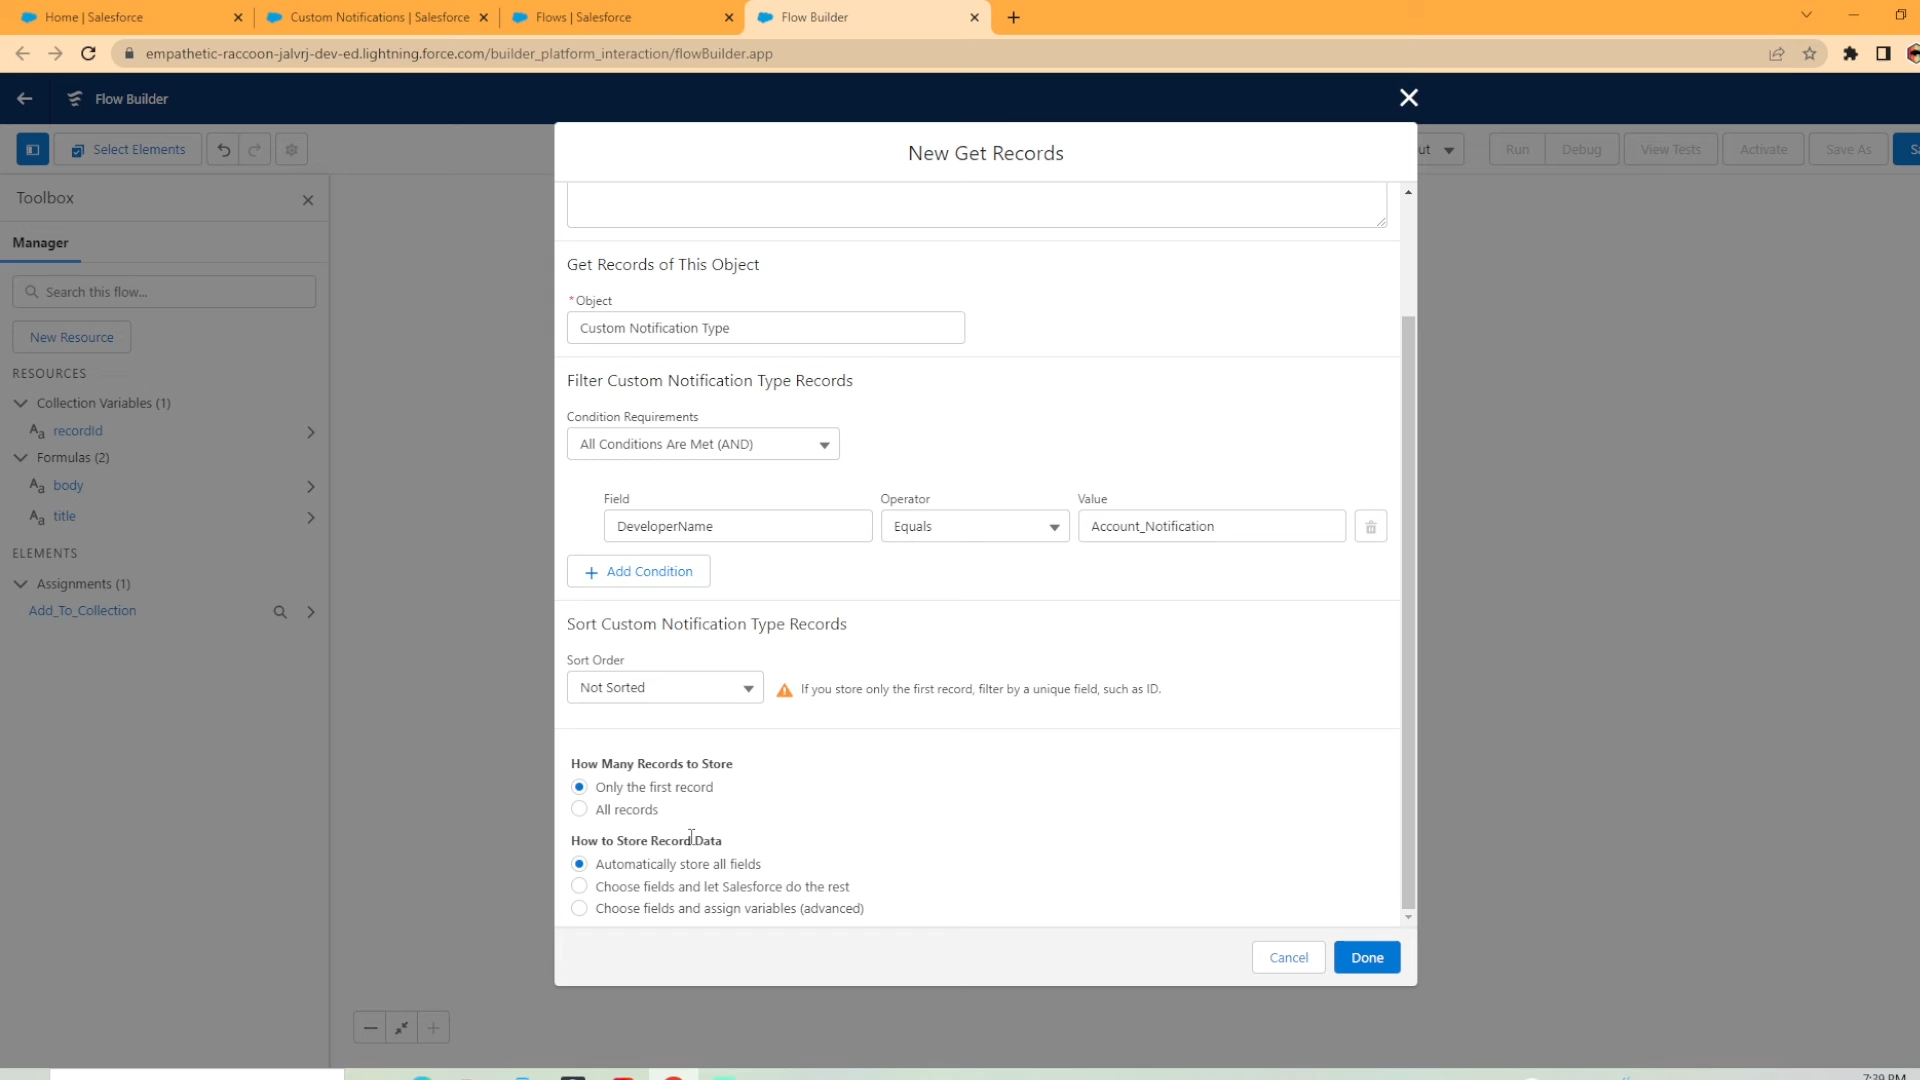 Home | Salesforce
Custom Notifications | Salesforce
Flows | Salesforce
Flow Builder
empathetic-raccoon-jalvrj-dev-ed.lightning.force.com/builder_platform_interaction/flowBuilder.app
Flow Builder
Select Elements
Run
Debug
View Tests
Activate
Save As
Toolbox
Manager
Search this flow...
New Resource
RESOURCES
Collection Variables (1)
Aa recordId
Formulas (2)
Aa body
Aa title
ELEMENTS
Assignments (1)
Add_To_Collection
New Get Records
Get Records of This Object
* Object
Custom Notification Type
Filter Custom Notification Type Records
Condition Requirements
All Conditions Are Met (AND)
Field Operator Value
DeveloperName Equals Account_Notification
+ Add Condition
Sort Custom Notification Type Records
Sort Order
Not Sorted If you store only the first record, filter by a unique field, such as ID.
How Many Records to Store
Only the first record
All records
How to Store Record Data
Automatically store all fields
Choose fields and let Salesforce do the rest
Choose fields and assign variables (advanced)
Cancel Done
7:39 PM